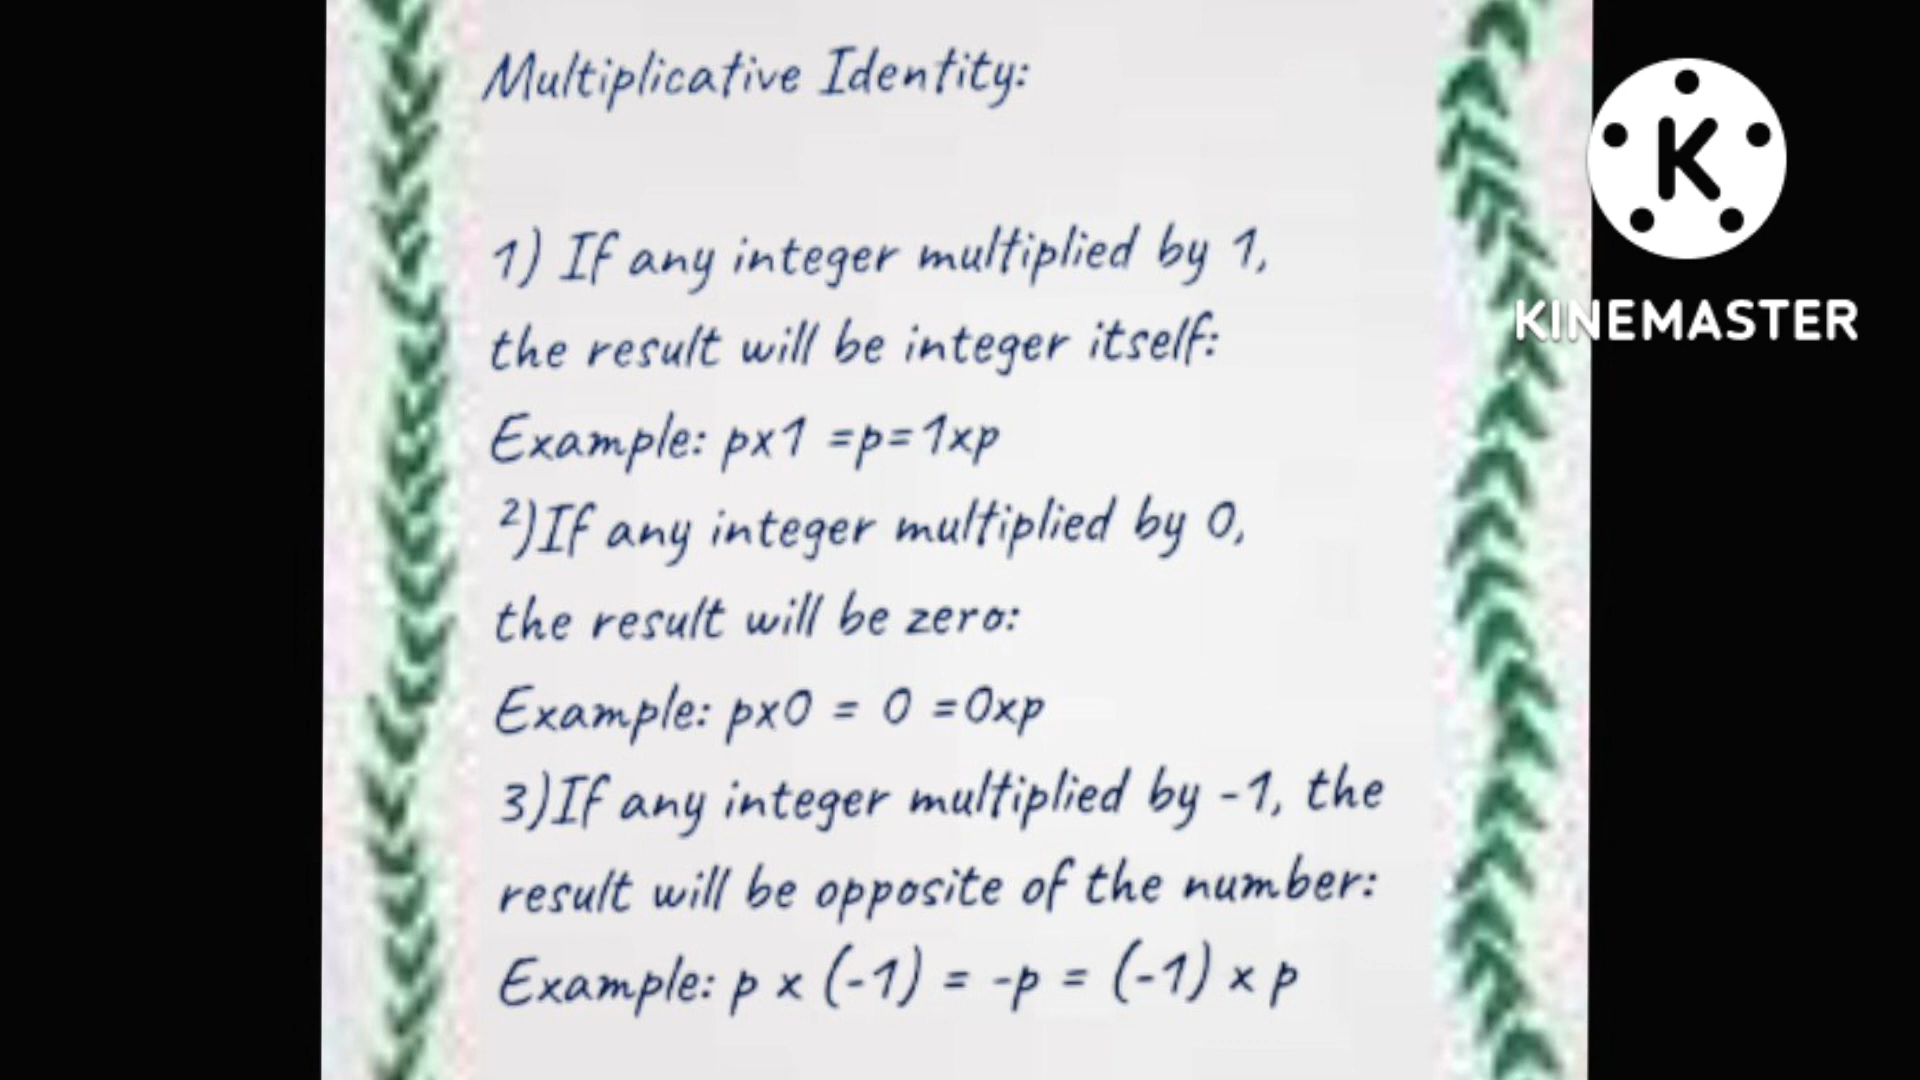 Multiplicative Identity:
1) If any integer multiplied by 1,
the result will be integer itself:
Example: px1 =p=1xp
2)If any integer multiplied by 0,
the result will be zero:
Example: px0 = 0 =0xp
3)If any integer multiplied by -1, the
result will be opposite of the number:
Example: p x (-1) = -p = (-1) x p
K
KINEMASTER